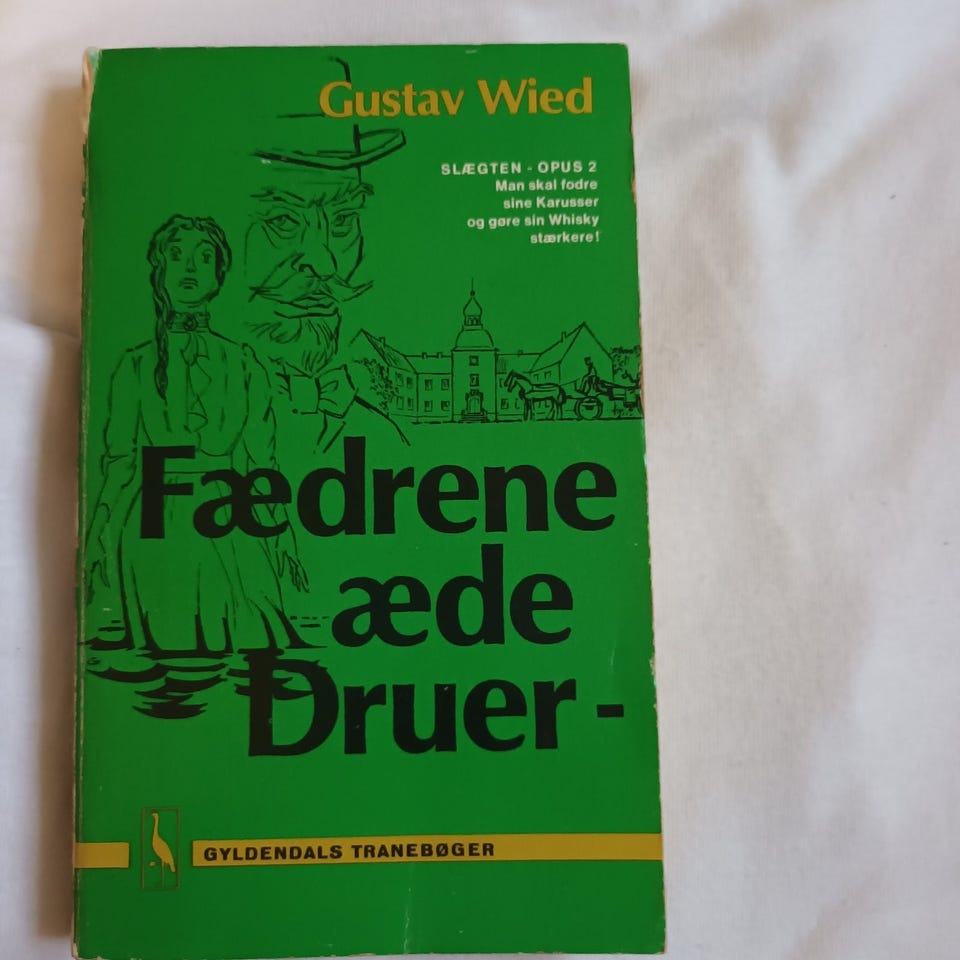 Gustav Wied
SLÆGTEN - OPUS 2
Man skal fodre
sine Karusser
og gøre sin Whisky
stærkere!
Fædrene
æde
Druer -
GYLDENDALS TRANEBØGER